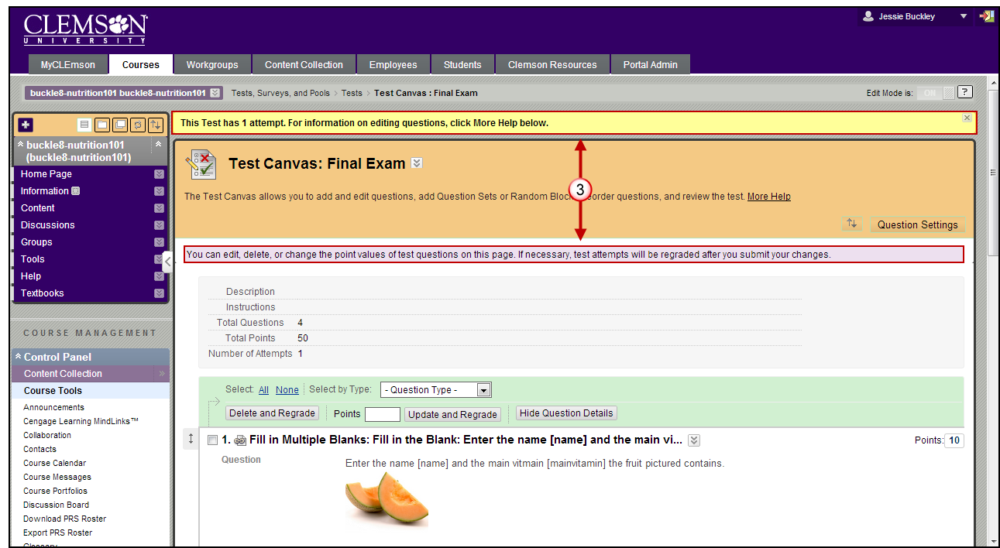 CLEMSON
UNIVERSITY
Jessie Buckley
MyCLEmson Courses Workgroups Content Collection Employees Students Clemson Resources Portal Admin
buckle8-nutrition101 buckle8-nutrition101 Tests, Surveys, and Pools > Tests > Test Canvas : Final Exam Edit Mode is: ON ?
This Test has 1 attempt. For information on editing questions, click More Help below.
buckle8-nutrition101
(buckle8-nutrition101)
Home Page
Information
Content
Discussions
Groups
Tools
Help
Textbooks
COURSE MANAGEMENT
Control Panel
Content Collection
Course Tools
Announcements
Cengage Learning MindLinks™
Collaboration
Contacts
Course Calendar
Course Messages
Course Portfolios
Discussion Board
Download PRS Roster
Export PRS Roster
Glossary
Test Canvas: Final Exam
3
The Test Canvas allows you to add and edit questions, add Question Sets or Random Block eorder questions, and review the test. More Help
Question Settings
You can edit, delete, or change the point values of test questions on this page. If necessary, test attempts will be regraded after you submit your changes.
Description
Instructions
Total Questions 4
Total Points 50
Number of Attempts 1
Select: All None Select by Type: - Question Type -
Delete and Regrade Points Update and Regrade Hide Question Details
1. Fill in Multiple Blanks: Fill in the Blank: Enter the name [name] and the main vi... Points: 10
Question Enter the name [name] and the main vitmain [mainvitamin] the fruit pictured contains.